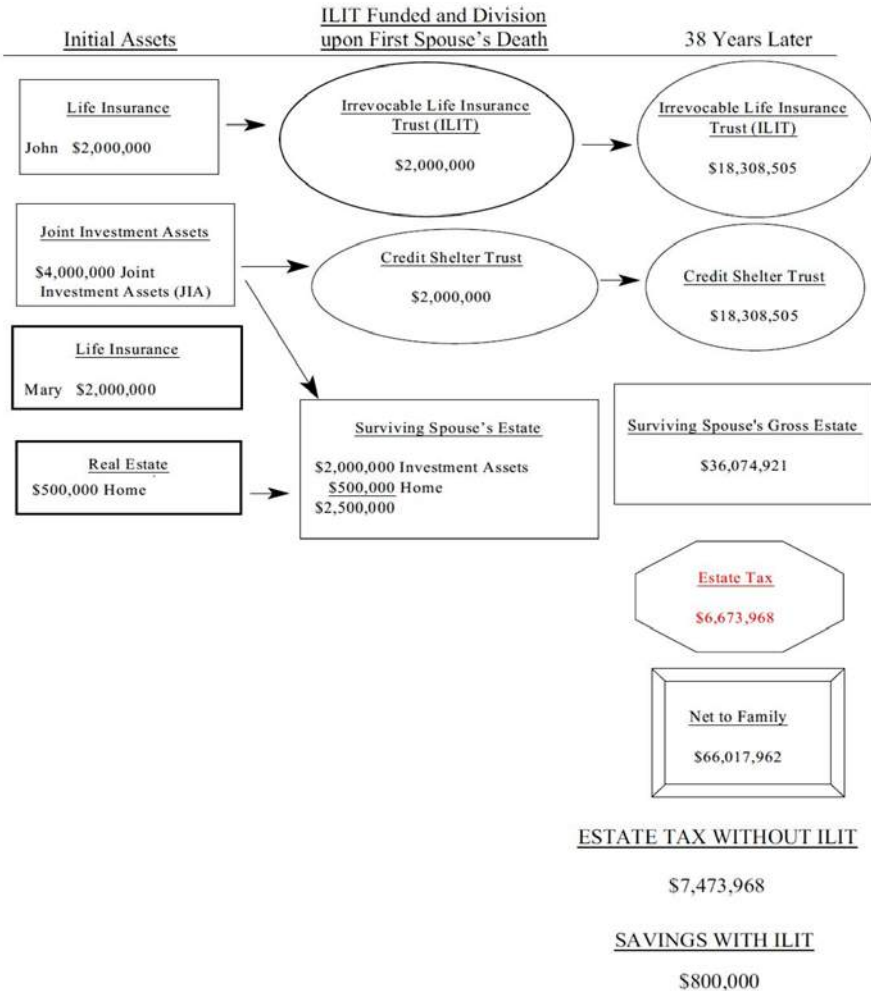 Initial Assets
ILIT Funded and Division
upon First Spouse's Death
38 Years Later
Life Insurance
John $2,000,000
Irrevocable Life Insurance
Trust (ILIT)
$2,000,000
Irrevocable Life Insurance
Trust (ILIT)
$18,308,505
Joint Investment Assets
$4,000,000 Joint
Investment Assets (JIA)
Credit Shelter Trust
$2,000,000
Credit Shelter Trust
$18,308,505
Life Insurance
Mary $2,000,000
Real Estate
$500,000 Home
Surviving Spouse's Estate
$2,000,000 Investment Assets
$500,000 Home
$2,500,000
Surviving Spouse's Gross Estate
$36,074,921
Estate Tax
$6,673,968
Net to Family
$66,017,962
ESTATE TAX WITHOUT ILIT
$7,473,968
SAVINGS WITH ILIT
$800,000